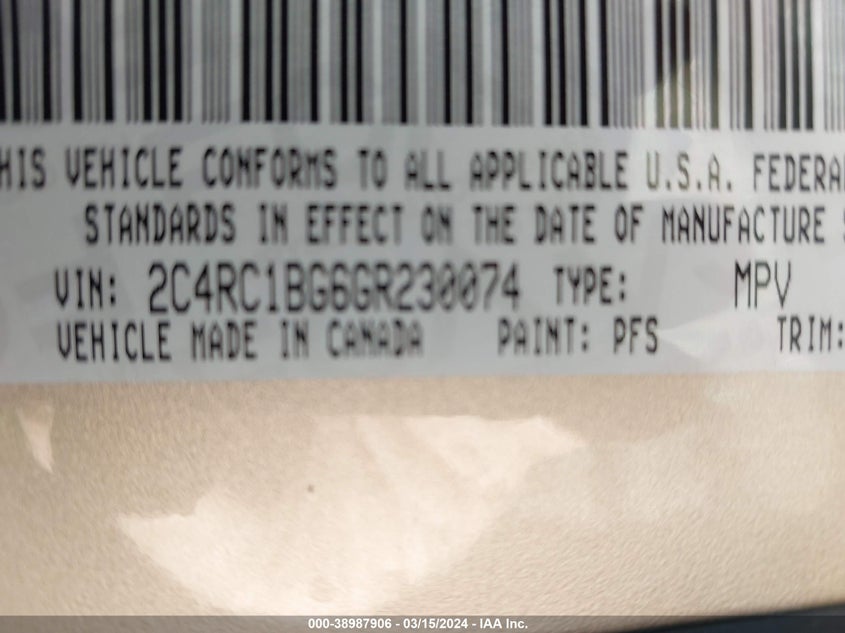 HIS VEHICLE CONFORMS TO ALL APPLICABLE U.S.A. FEDERAL
STANDARDS IN EFFECT ON THE DATE OF MANUFACTURE S
VIN: 2C4RC1BG6GR230074 TYPE: MPV
VEHICLE MADE IN CANADA PAINT: PFS TRIM:
000-38987906 - 03/15/2024 - IAA Inc.